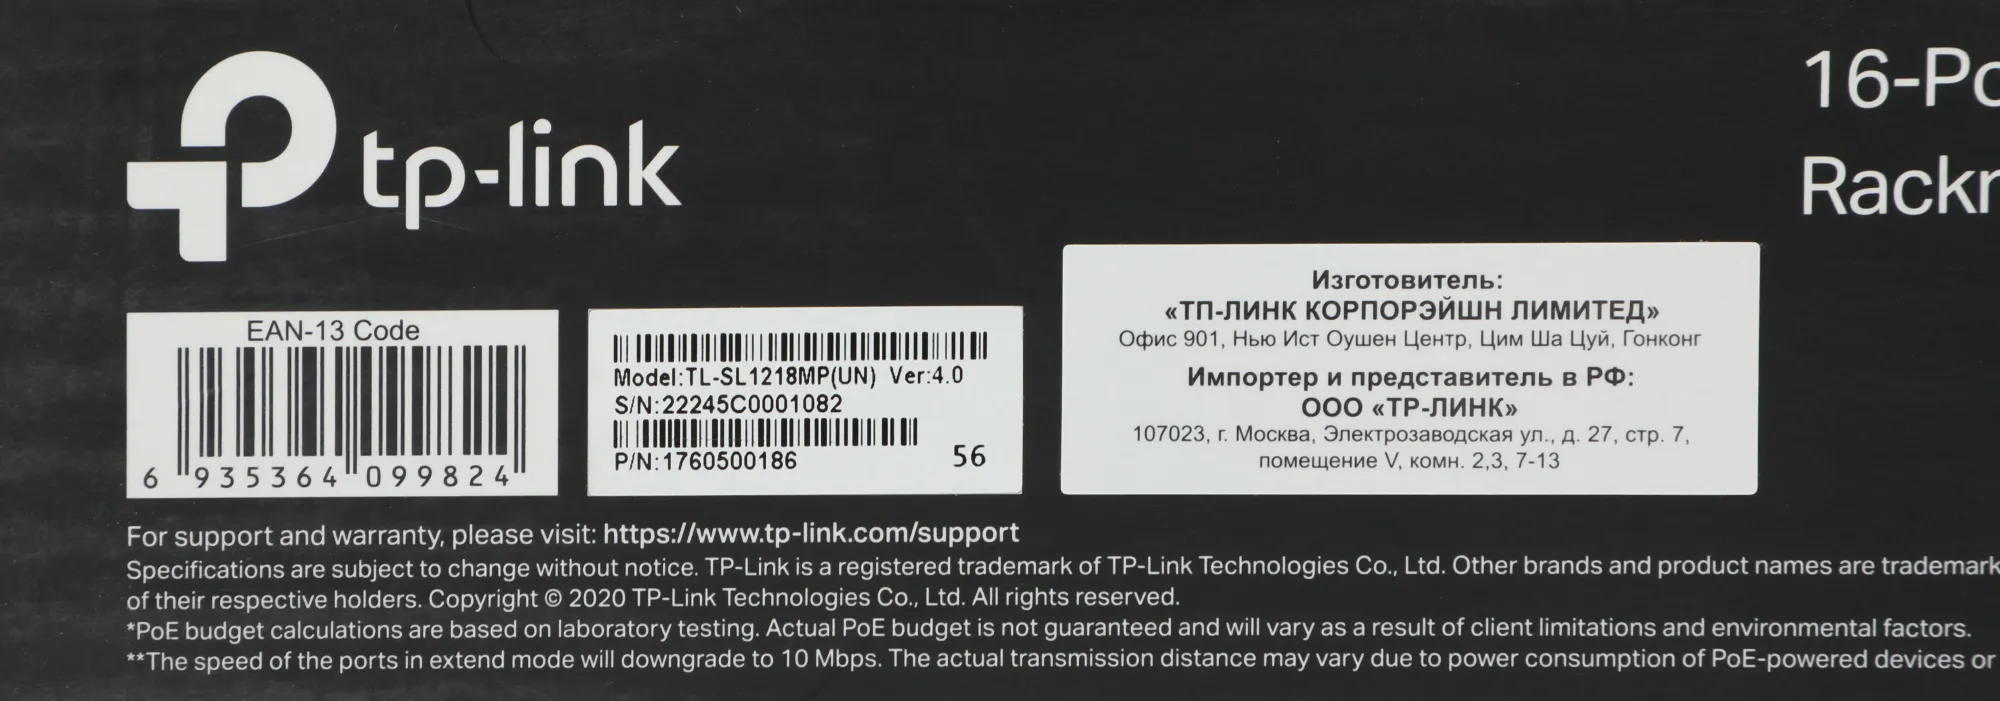 tp-link
16-Po
Rackm
EAN-13 Code
6 935364 099824
Model:TL-SL1218MP(UN) Ver:4.0
S/N:22245C0001082
P/N:1760500186
56
Изготовитель:
«ТП-ЛИНК КОРПОРЭЙШН ЛИМИТЕД»
Офис 901, Нью Ист Оушен Центр, Цим Ша Цуй, Гонконг
Импортер и представитель в РФ:
ООО «ТР-ЛИНК»
107023, г. Москва, Электрозаводская ул., д. 27, стр. 7,
помещение V, комн. 2,3, 7-13
For support and warranty, please visit: https://www.tp-link.com/support
Specifications are subject to change without notice. TP-Link is a registered trademark of TP-Link Technologies Co., Ltd. Other brands and product names are trademark
of their respective holders. Copyright © 2020 TP-Link Technologies Co., Ltd. All rights reserved.
*PoE budget calculations are based on laboratory testing. Actual PoE budget is not guaranteed and will vary as a result of client limitations and environmental factors.
**The speed of the ports in extend mode will downgrade to 10 Mbps. The actual transmission distance may vary due to power consumption of PoE-powered devices or